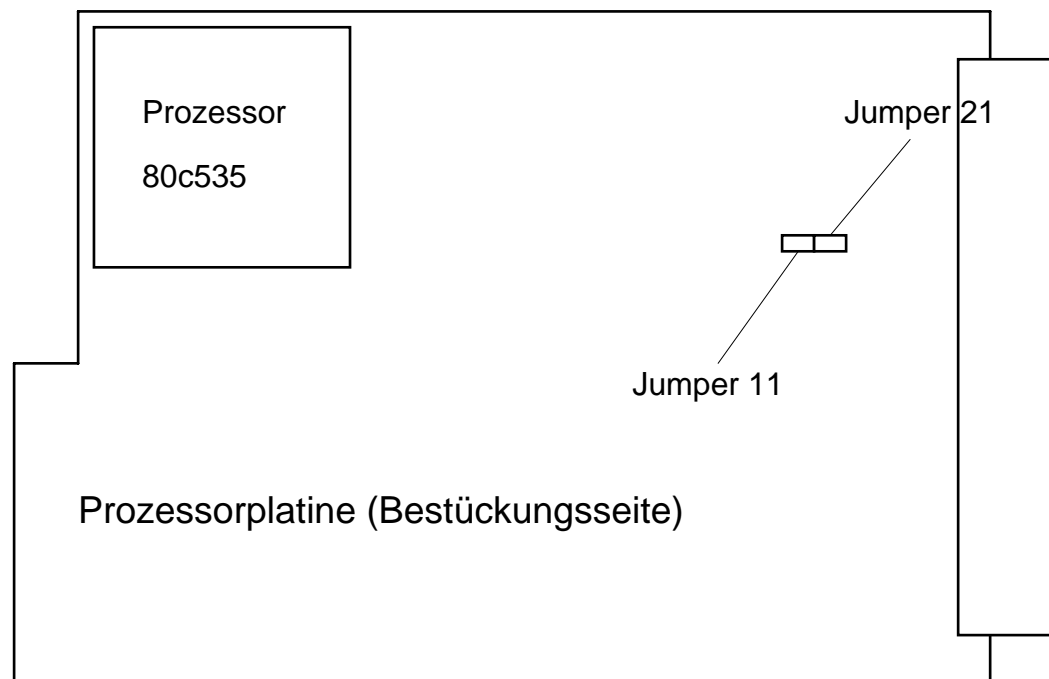 Prozessor
80c535
Jumper 21
Jumper 11
Prozessorplatine (Bestückungsseite)